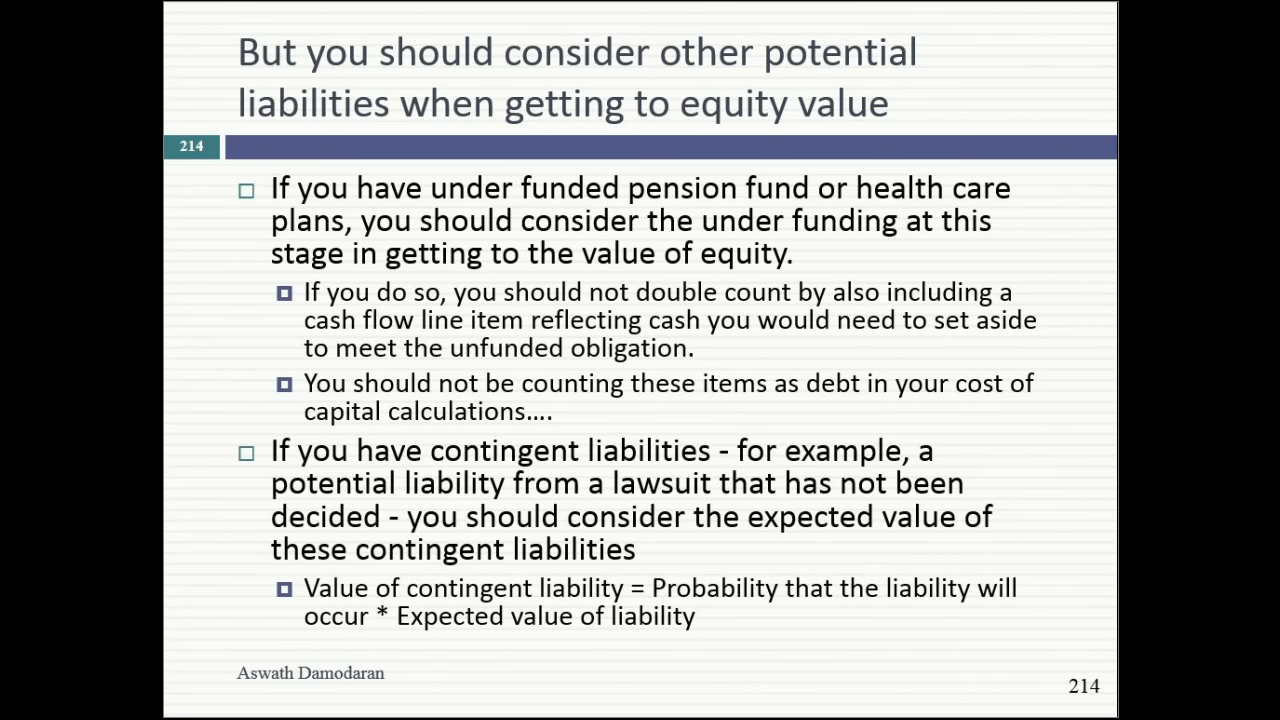 But you should consider other potential
liabilities when getting to equity value
214
If you have under funded pension fund or health care
plans, you should consider the under funding at this
stage in getting to the value of equity.
If you do so, you should not double count by also including a
cash flow line item reflecting cash you would need to set aside
to meet the unfunded obligation.
You should not be counting these items as debt in your cost of
capital calculations....
If you have contingent liabilities - for example, a
potential liability from a lawsuit that has not been
decided - you should consider the expected value of
these contingent liabilities
Value of contingent liability = Probability that the liability will
occur * Expected value of liability
Aswath Damodaran
214